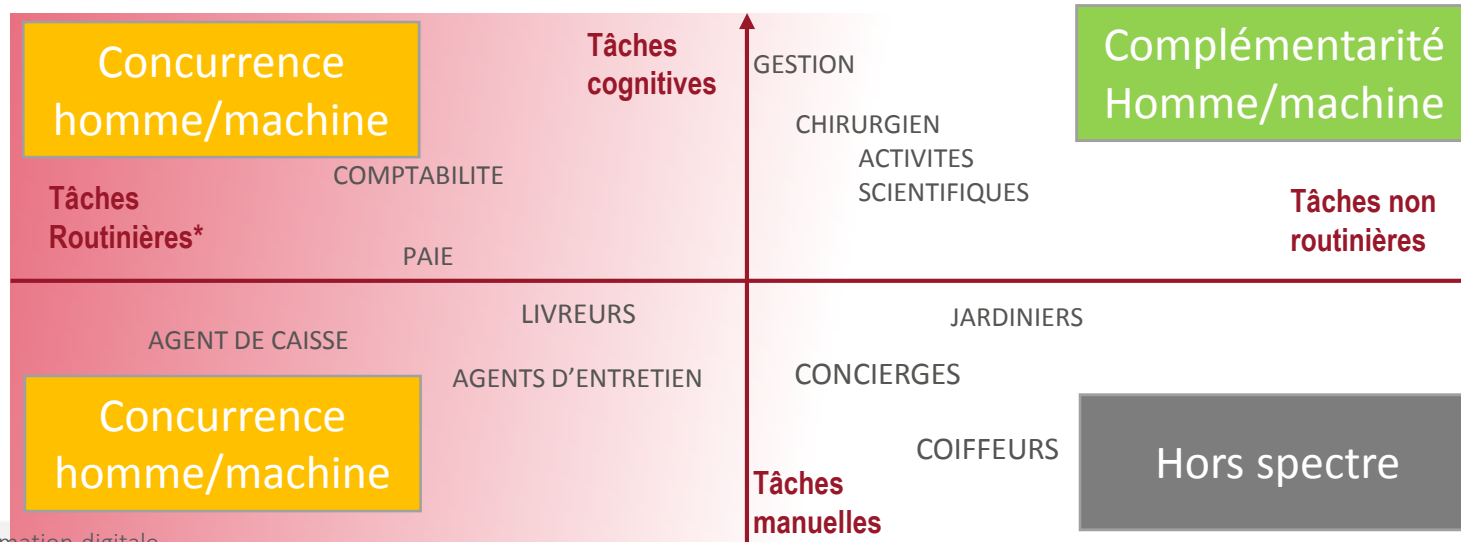 Concurrence
homme/machine
Tâches
cognitives
GESTION
Complémentarité
Homme/machine
CHIRURGIEN
ACTIVITES
SCIENTIFIQUES
COMPTABILITE
Tâches
Routinières*
Tâches non
routinières
PAIE
LIVREURS
JARDINIERS
AGENT DE CAISSE
AGENTS D'ENTRETIEN
CONCIERGES
Concurrence
homme/machine
COIFFEURS
Hors spectre
Tâches
manuelles
digitale